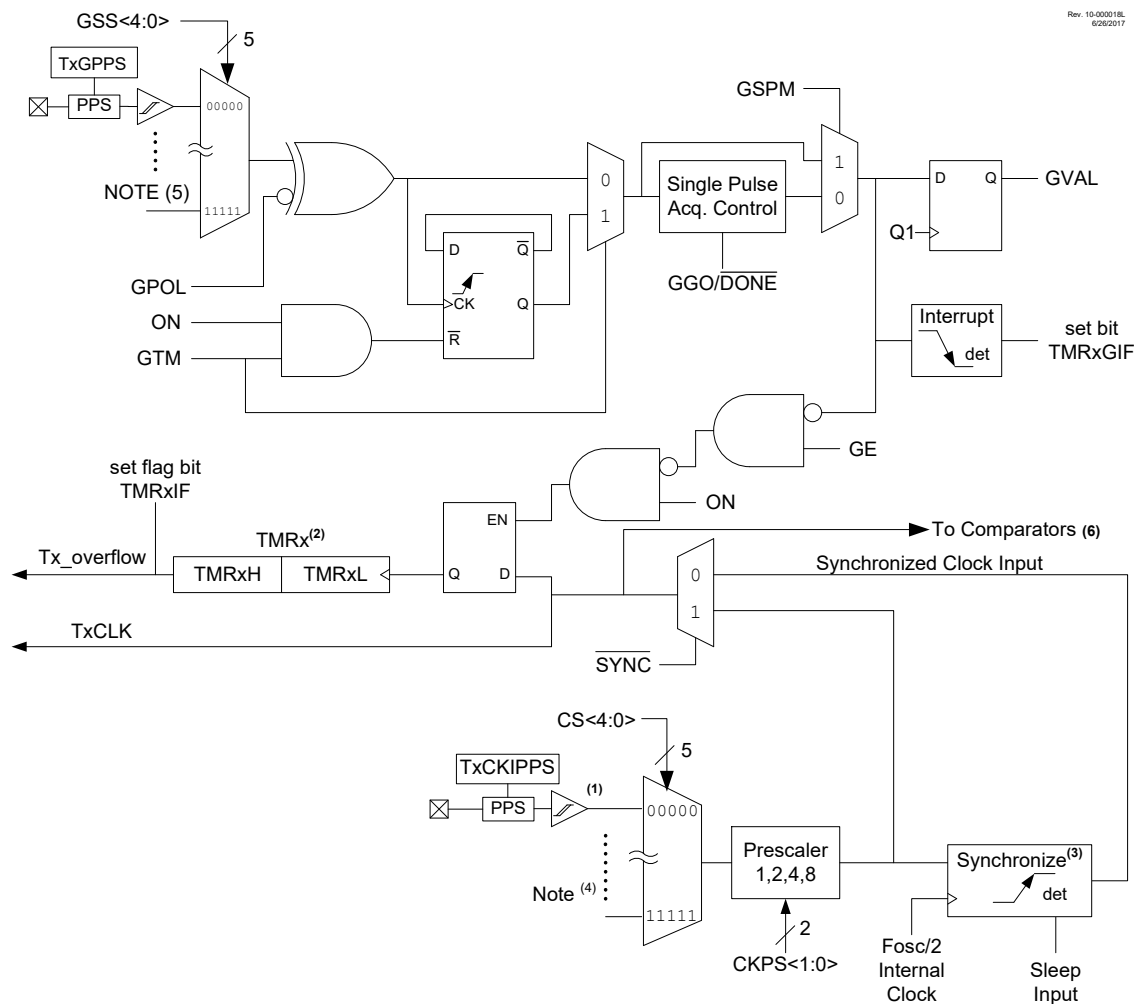 Rev. 10-000018L
6/26/2017
GSS<4:0>
5
TxGPPS
PPS
00000
NOTE (5)
11111
GPOL
ON
GTM
D
Q
CK
Q
R
0
1
Single Pulse
Acq. Control
GGO/DONE
GSPM
1
0
D
Q
Q1
GVAL
Interrupt
det
set bit
TMRxGIF
GE
ON
set flag bit
TMRxIF
Tx_overflow
TMRx(2)
TMRxH
TMRxL
EN
Q
D
To Comparators (6)
Synchronized Clock Input
0
1
TxCLK
SYNC
CS<4:0>
5
TxCKIPPS
PPS
(1)
00000
Note (4)
11111
Prescaler
1,2,4,8
2
CKPS<1:0>
Synchronize(3)
det
Fosc/2
Internal
Clock
Sleep
Input